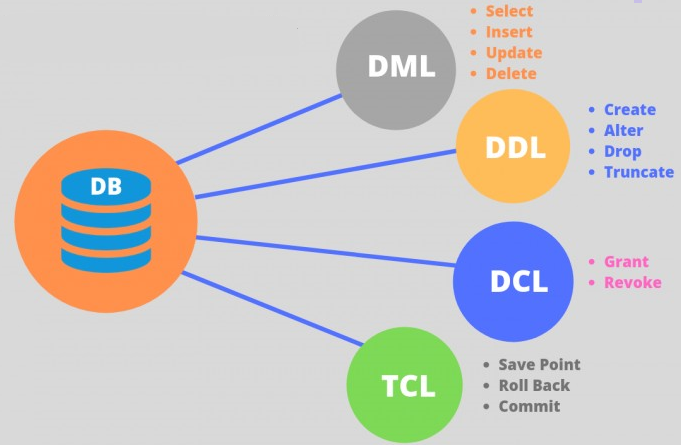 DB
DML
• Select
• Insert
• Update
• Delete
DDL
• Create
• Alter
• Drop
• Truncate
DCL
• Grant
• Revoke
TCL
• Save Point
• Roll Back
• Commit